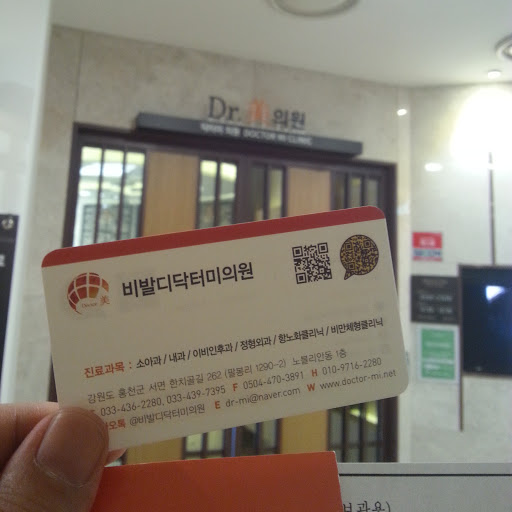 Dr. 美 의원
닥터미 의원 DOCTOR MI CLINIC
비발디닥터미의원
진료과목 : 소아과 / 내과 / 이비인후과 / 정형외과 / 항노화클리닉 / 비만체형클리닉
강원도 홍천군 서면 한치골길 262 (팔봉리 1290-2) 노블리안동 1층
033-436-2280, 033-439-7395 F 0504-470-3891 H 010-9716-2280
@비발디닥터미의원 E dr-mi@naver.com W www.doctor-mi.net